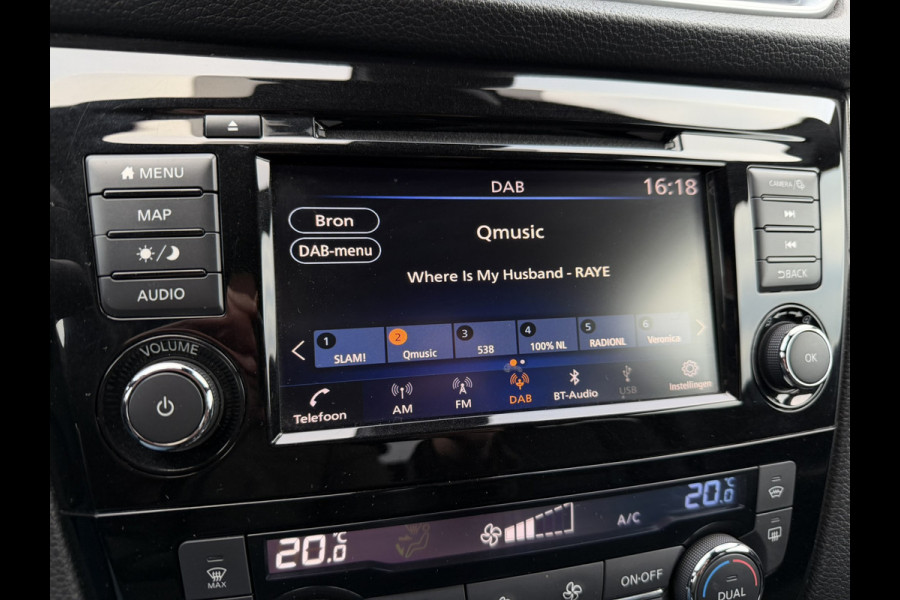 MENU
MAP
AUDIO
VOLUME
DAB
16:18
Bron
DAB-menu
Qmusic
Where Is My Husband - RAYE
1
SLAM!
2
Qmusic
3
538
4
100% NL
5
RADIONL
6
Veronica
Telefoon
AM
FM
DAB
BT-Audio
USB
Instellingen
CAMERA/
BACK
OK
20.0 °C
A/C
20.0 °C
MAX
ON·OFF
DUAL